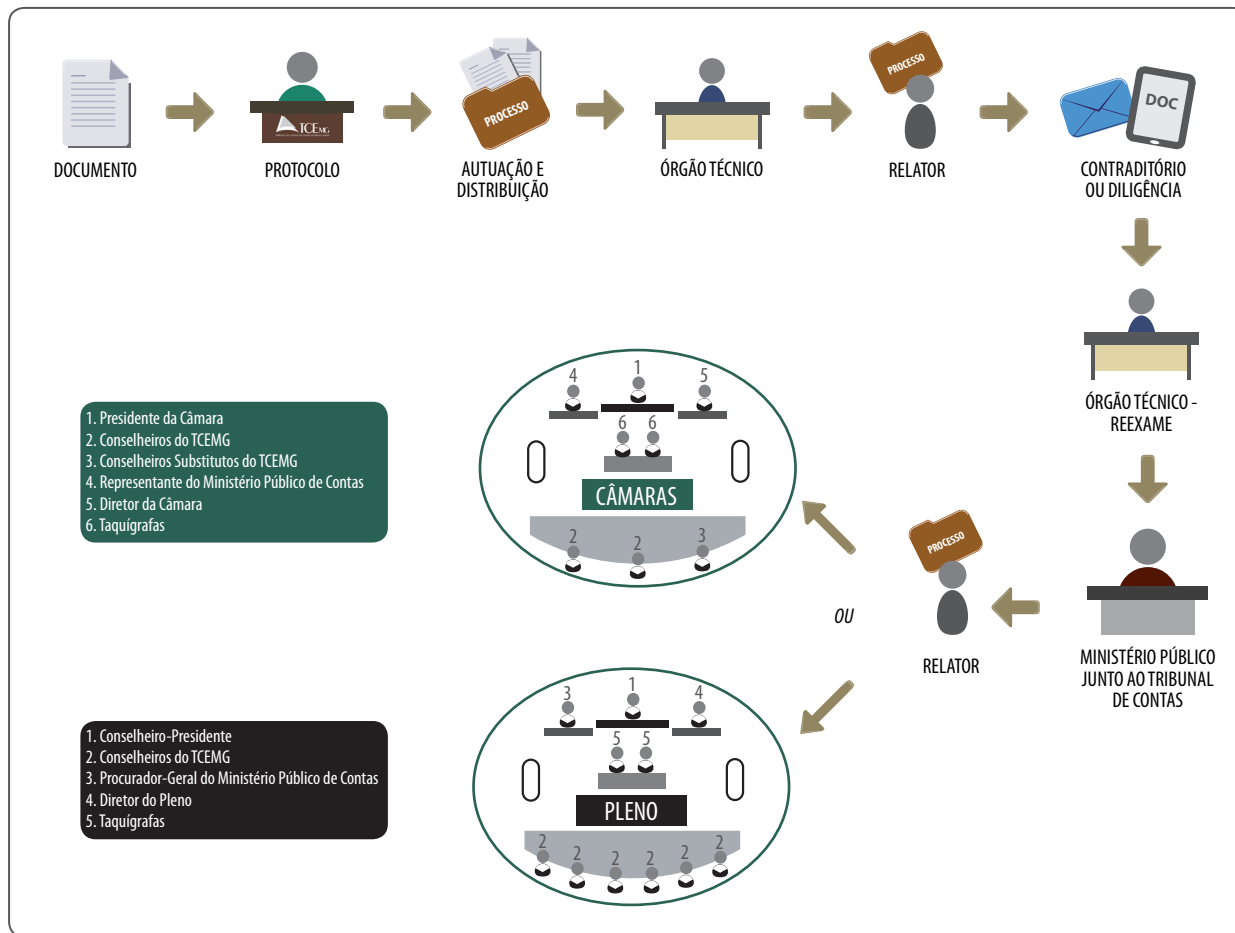 PROCESSO
PROCESSO
DOC
TCEMG
DOCUMENTO
PROTOCOLO
AUTUAÇÃO E
DISTRIBUIÇÃO
ÓRGÃO TÉCNICO
RELATOR
CONTRADITÓRIO
OU DILIGÊNCIA
ÓRGÃO TÉCNICO -
REEXAME
MINISTÉRIO PÚBLICO
JUNTO AO TRIBUNAL
DE CONTAS
PROCESSO
RELATOR
OU
1. Presidente da Câmara
2. Conselheiros do TCEMG
3. Conselheiros Substitutos do TCEMG
4. Representante do Ministério Público de Contas
5. Diretor da Câmara
6. Taquígrafas
4 1 5
6 6
CÂMARAS
2 2 3
1. Conselheiro-Presidente
2. Conselheiros do TCEMG
3. Procurador-Geral do Ministério Público de Contas
4. Diretor do Pleno
5. Taquígrafas
3 1 4
5 5
PLENO
2 2 2 2 2 2